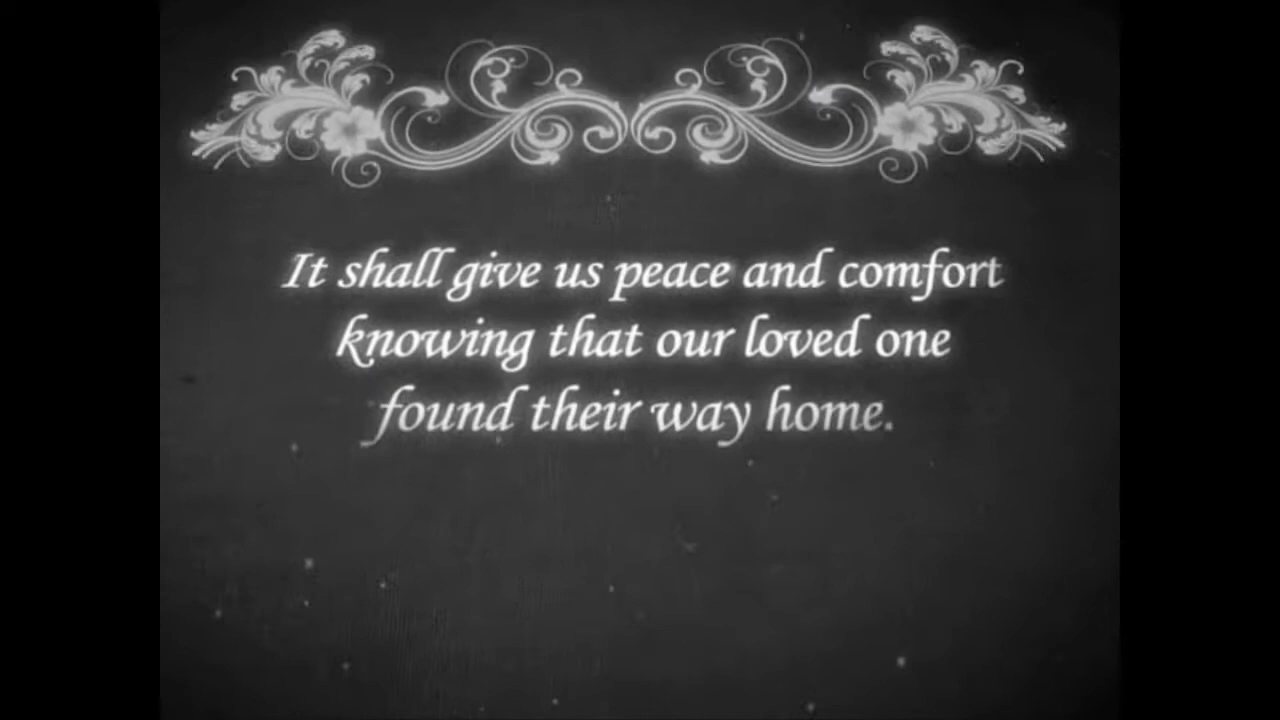 It shall give us peace and comfort
knowing that our loved one
found their way home.